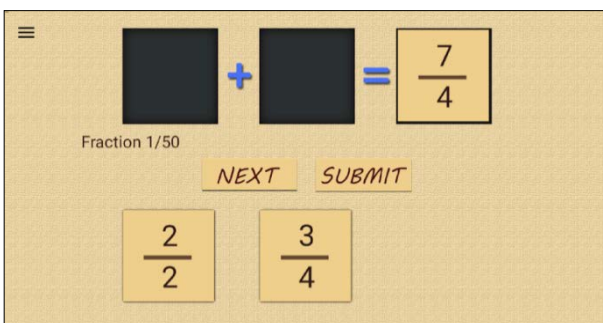 + = 7/4
Fraction 1/50
NEXT SUBMIT
2/2 3/4